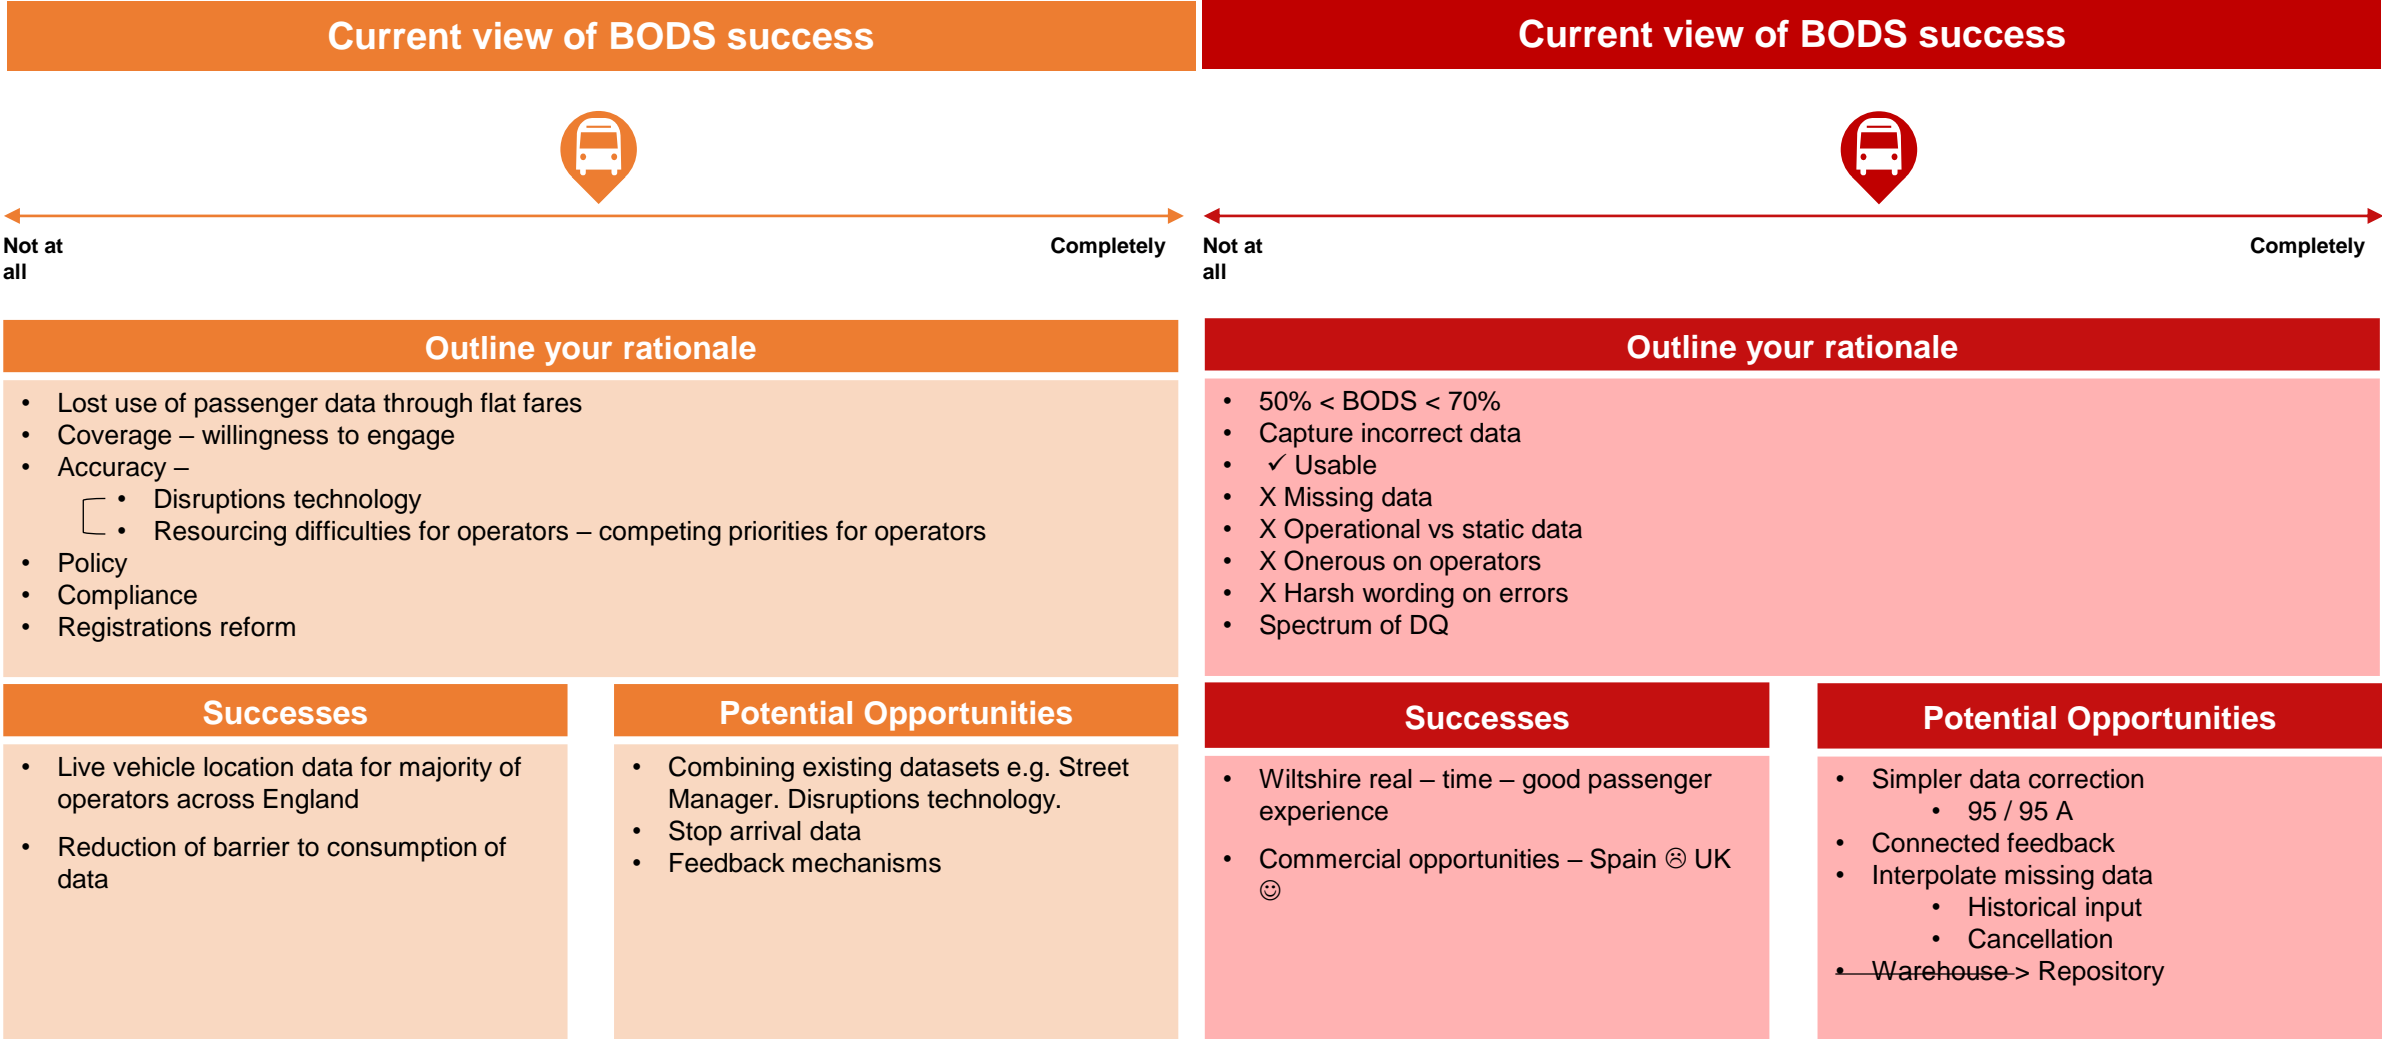 Current view of BODS success
Not at
all
Completely
Outline your rationale
• Lost use of passenger data through flat fares
• Coverage – willingness to engage
• Accuracy –
• Disruptions technology
• Resourcing difficulties for operators – competing priorities for operators
• Policy
• Compliance
• Registrations reform
Successes
• Live vehicle location data for majority of
operators across England
• Reduction of barrier to consumption of
data
Potential Opportunities
• Combining existing datasets e.g. Street
Manager. Disruptions technology.
• Stop arrival data
• Feedback mechanisms
Current view of BODS success
Not at
all
Completely
Outline your rationale
• 50% < BODS < 70%
• Capture incorrect data
• ✓ Usable
• X Missing data
• X Operational vs static data
• X Onerous on operators
• X Harsh wording on errors
• Spectrum of DQ
Successes
• Wiltshire real – time – good passenger
experience
• Commercial opportunities – Spain ☹ UK
☺
Potential Opportunities
• Simpler data correction
• 95 / 95 A
• Connected feedback
• Interpolate missing data
• Historical input
• Cancellation
• Warehouse > Repository